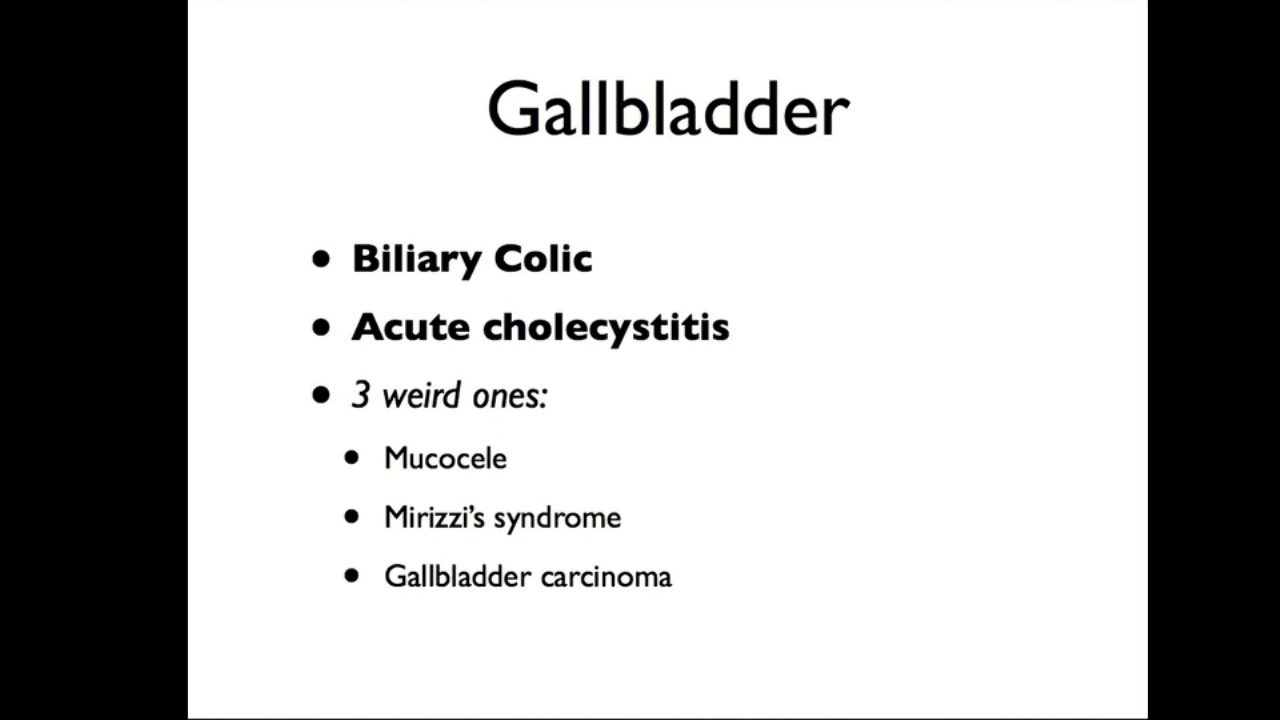 Gallbladder
• Biliary Colic
• Acute cholecystitis
• 3 weird ones:
• Mucocele
• Mirizzi’s syndrome
• Gallbladder carcinoma